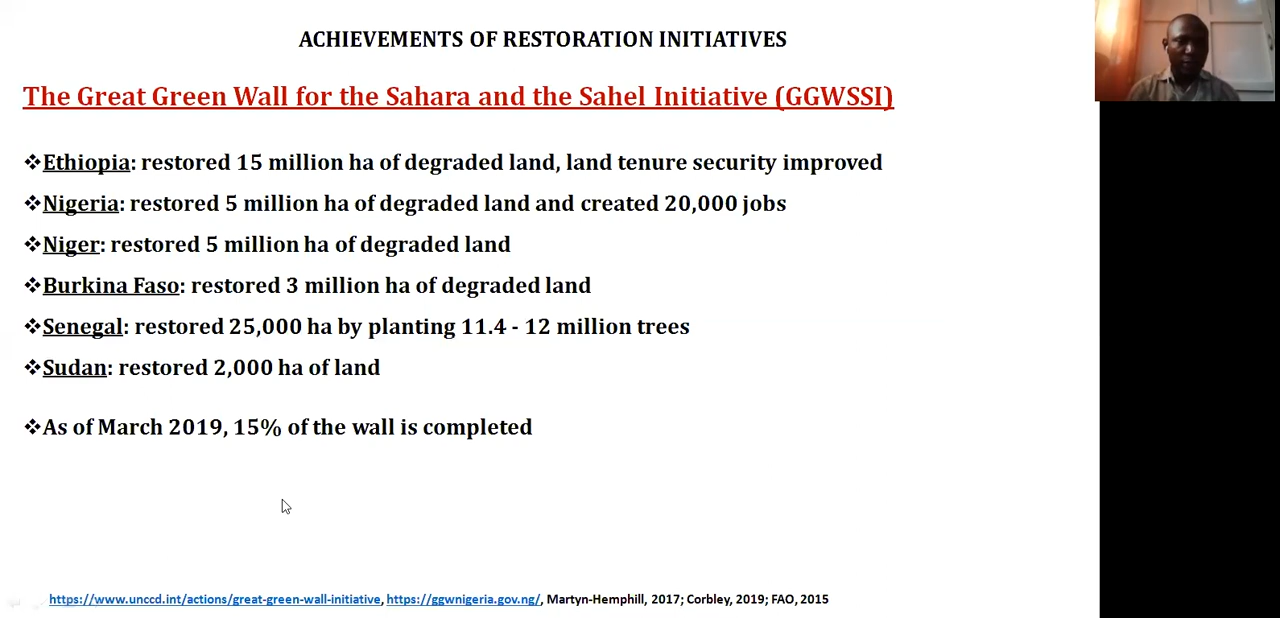 ACHIEVEMENTS OF RESTORATION INITIATIVES
The Great Green Wall for the Sahara and the Sahel Initiative (GGWSSI)
❖Ethiopia: restored 15 million ha of degraded land, land tenure security improved
❖Nigeria: restored 5 million ha of degraded land and created 20,000 jobs
❖Niger: restored 5 million ha of degraded land
❖Burkina Faso: restored 3 million ha of degraded land
❖Senegal: restored 25,000 ha by planting 11.4 - 12 million trees
❖Sudan: restored 2,000 ha of land
❖As of March 2019, 15% of the wall is completed
https://www.unccd.int/actions/great-green-wall-initiative, https://ggwnigeria.gov.ng/, Martyn-Hemphill, 2017; Corbley, 2019; FAO, 2015